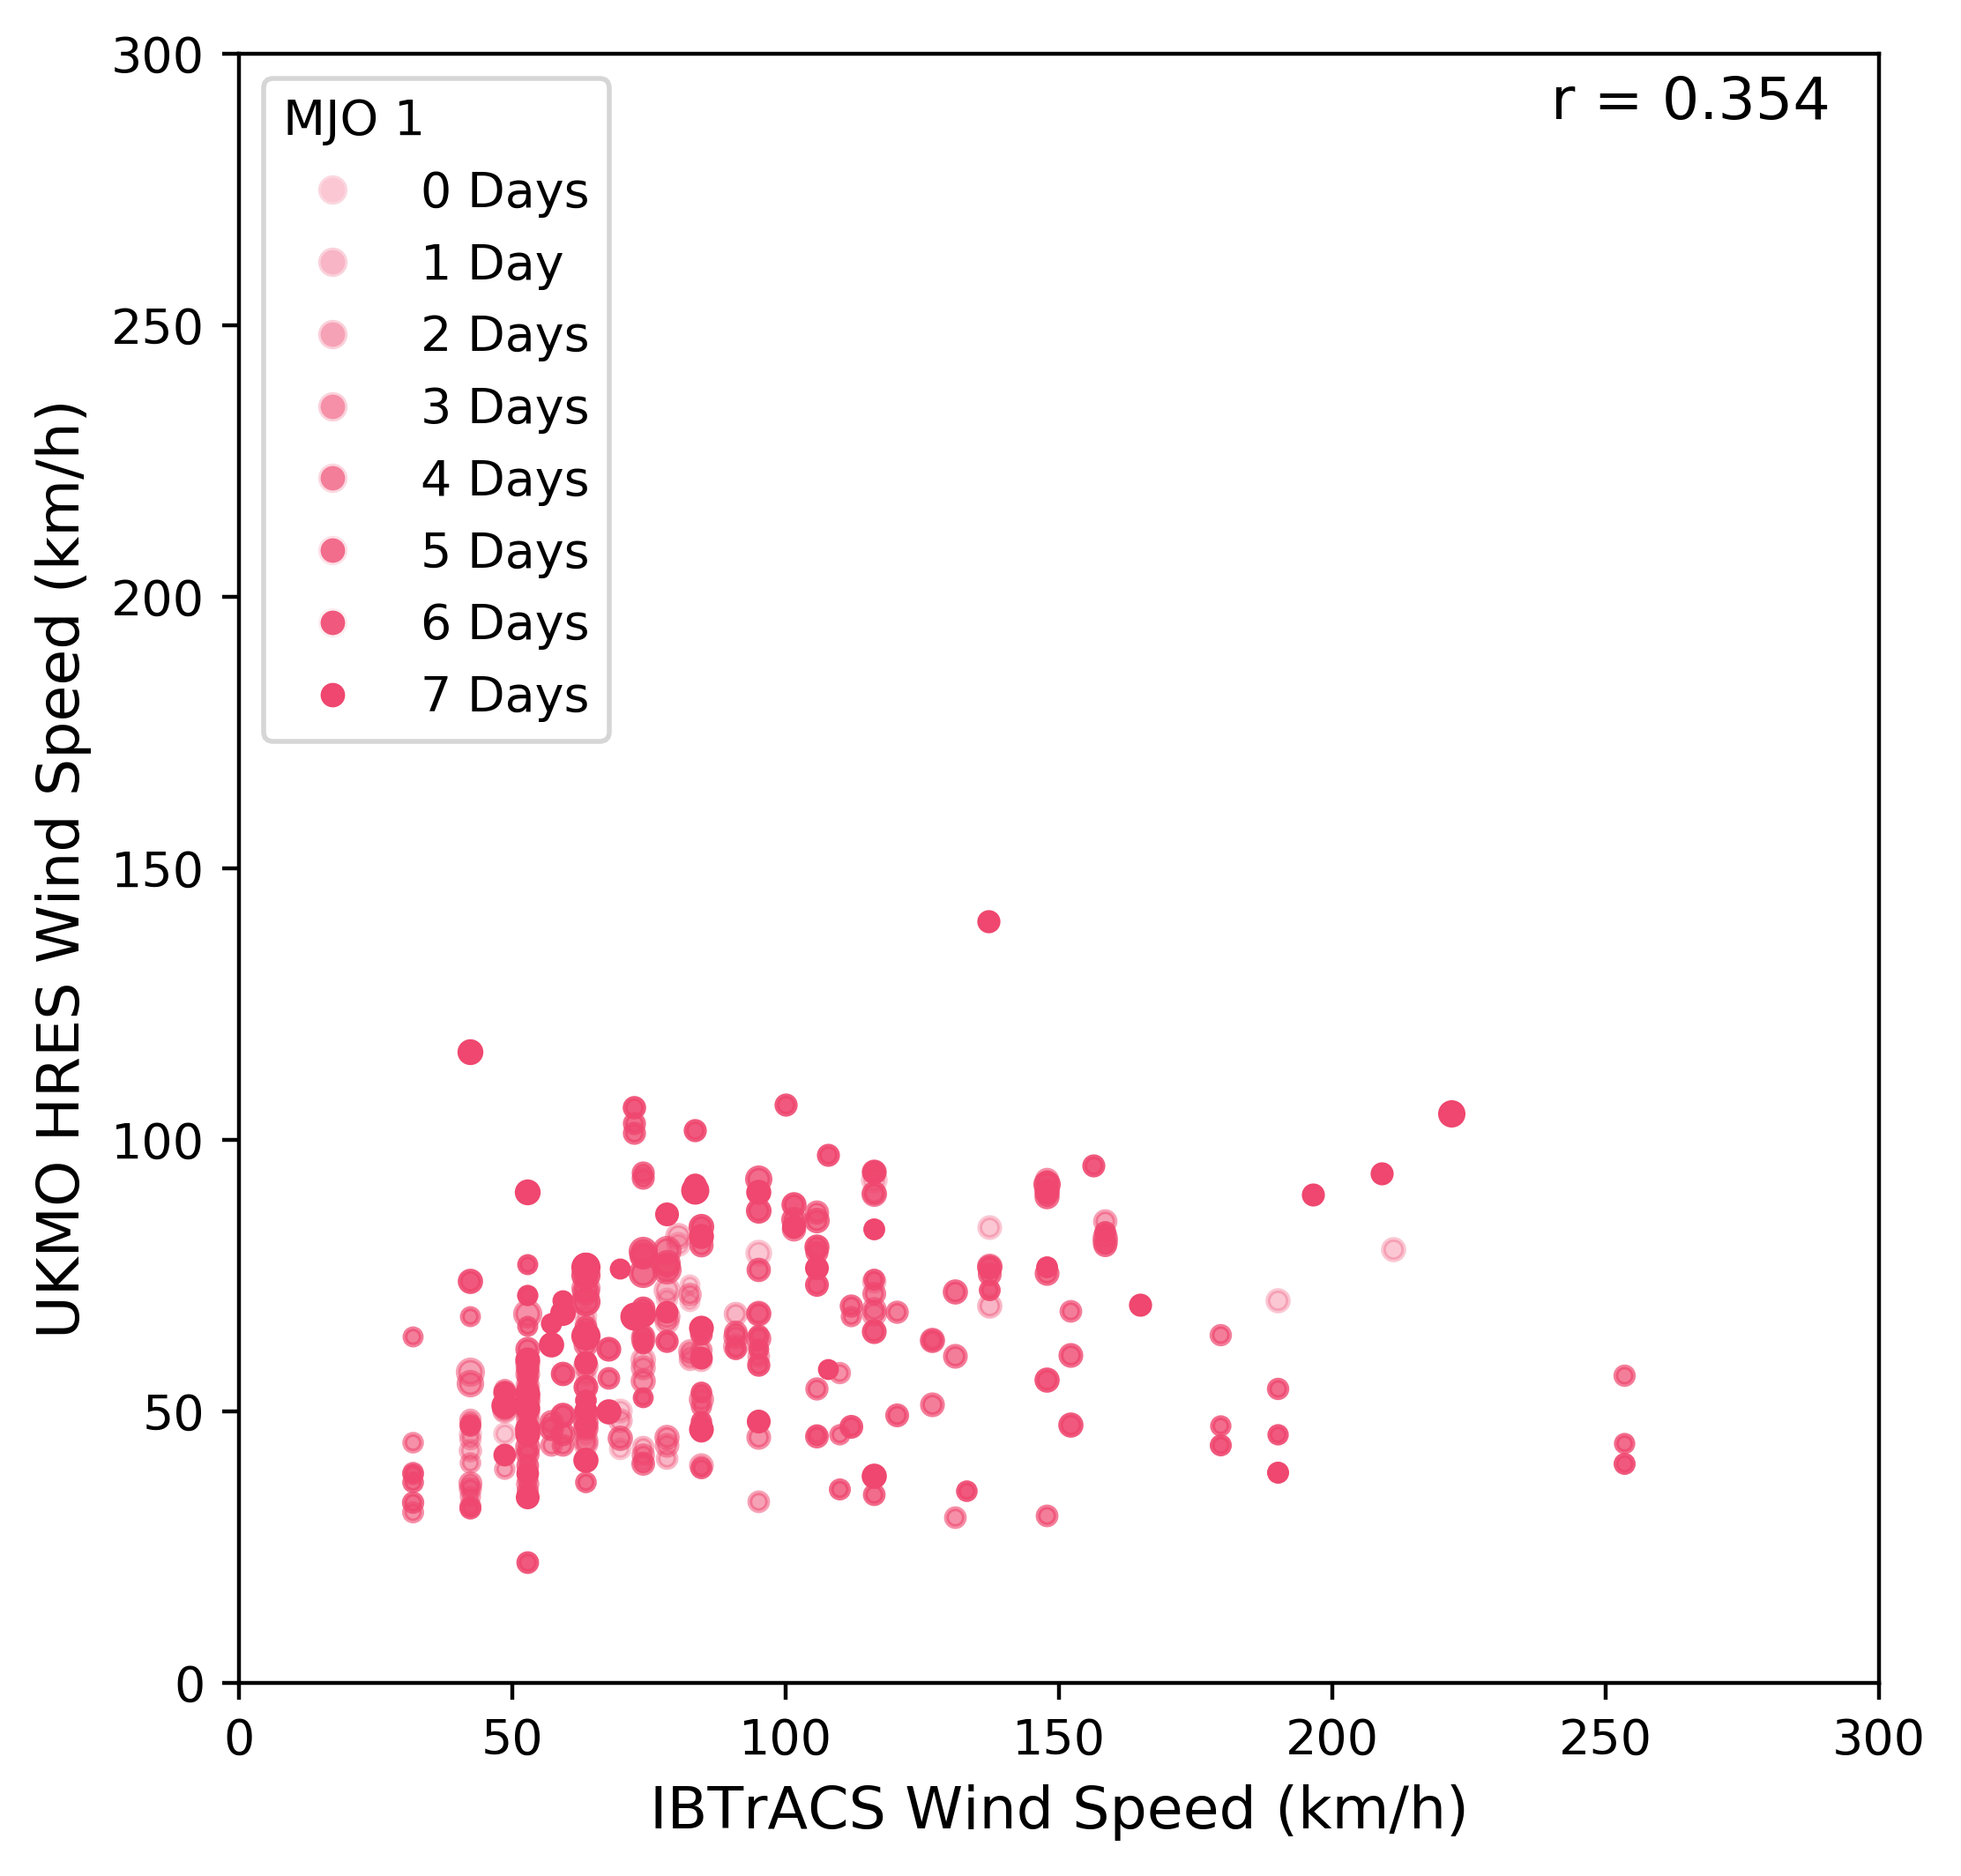 r = 0.354
MJO 1
0 Days
1 Day
2 Days
3 Days
4 Days
5 Days
6 Days
7 Days
300
250
200
150
100
50
0
UKMO HRES Wind Speed (km/h)
0 50 100 150 200 250 300
IBTrACS Wind Speed (km/h)